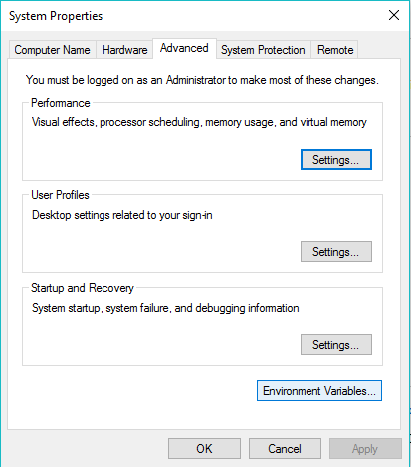 System Properties
Computer Name Hardware Advanced System Protection Remote
You must be logged on as an Administrator to make most of these changes.
Performance
Visual effects, processor scheduling, memory usage, and virtual memory
Settings...
User Profiles
Desktop settings related to your sign-in
Settings...
Startup and Recovery
System startup, system failure, and debugging information
Settings...
Environment Variables...
OK Cancel Apply